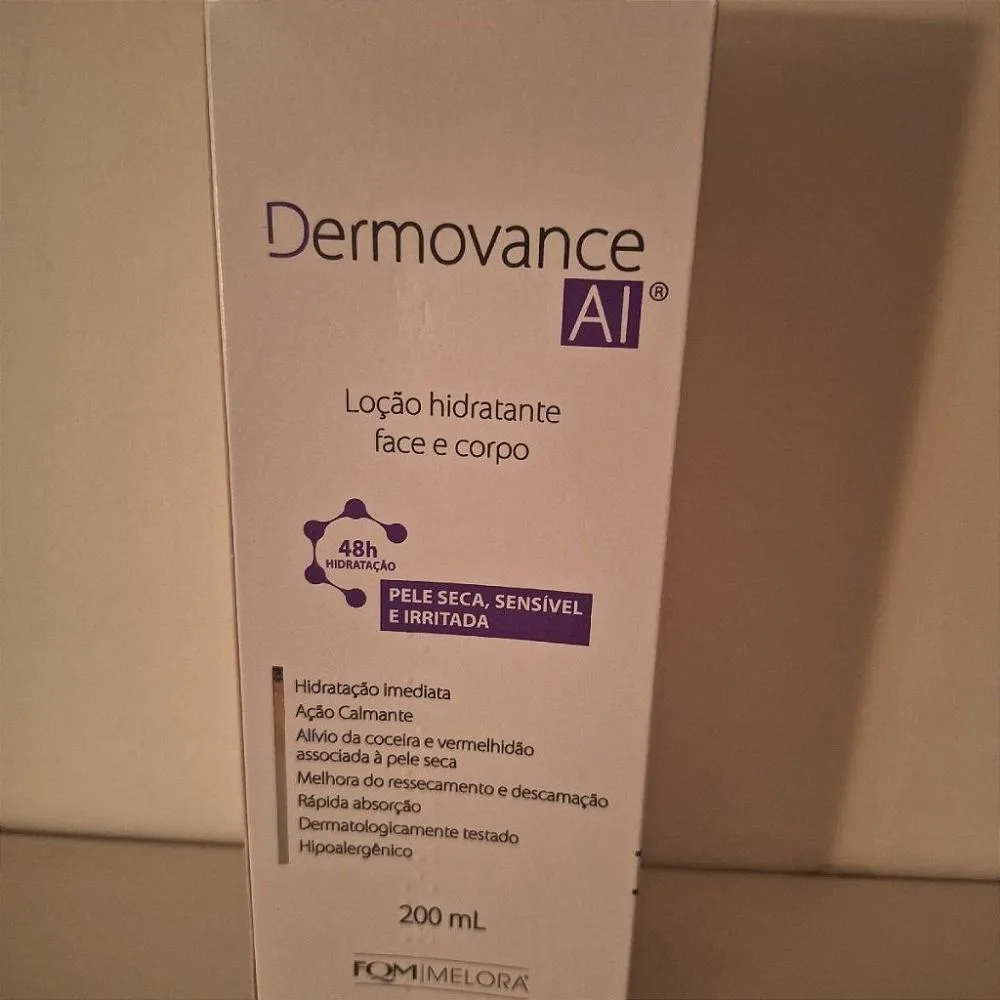 Dermovance
AI®
Loção hidratante
face e corpo
48h
HIDRATAÇÃO
PELE SECA, SENSÍVEL
E IRRITADA
Hidratação imediata
Ação Calmante
Alívio da coceira e vermelhidão
associada à pele seca
Melhora do ressecamento e descamação
Rápida absorção
Dermatologicamente testado
Hipoalergênico
200 mL
FQM|MELORA®